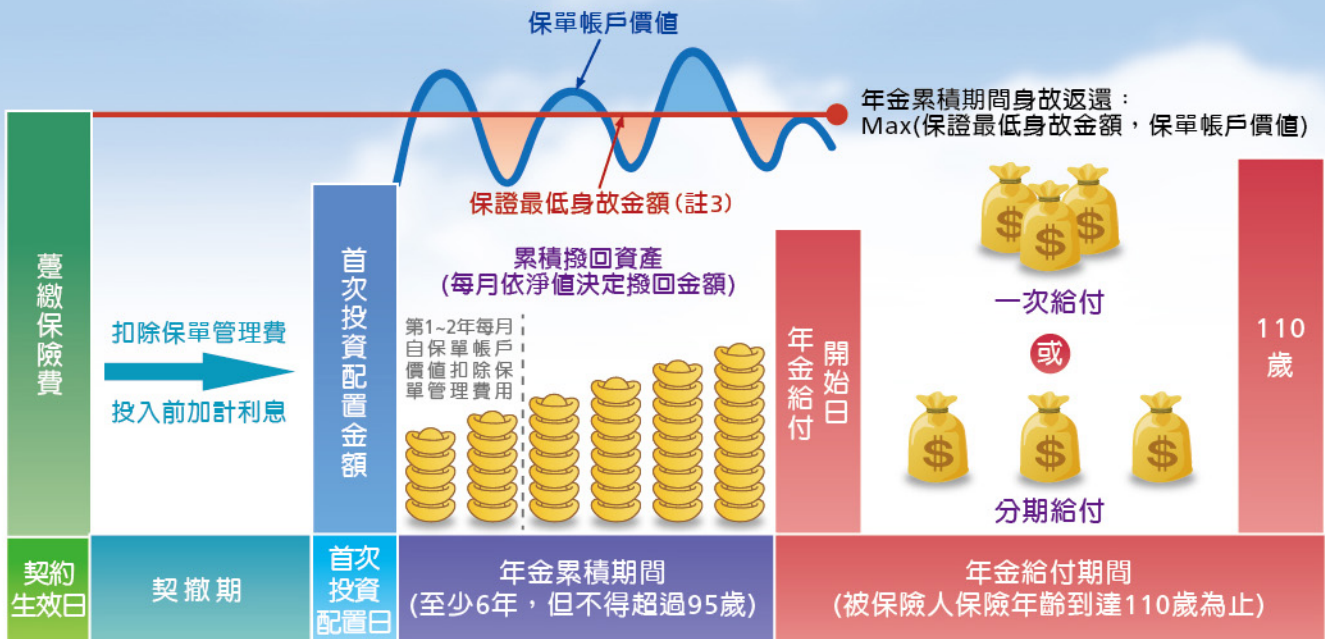 保單帳戶價值
年金累積期間身故返還：
Max(保證最低身故金額，保單帳戶價值)
保證最低身故金額(註3)
躉繳保險費
扣除保單管理費
投入前加計利息
首次投資配置金額
累積撥回資產
(每月依淨值決定撥回金額)
第1~2年每月
自保單帳戶
價值扣除保
單管理費用
年金給付
開始日
$
$
$
一次給付
或
$
$
$
分期給付
110
歲
契約
生效日
契撤期
首次
投資
配置日
年金累積期間
(至少6年，但不得超過95歲)
年金給付期間
(被保險人保險年齡到達110歲為止)